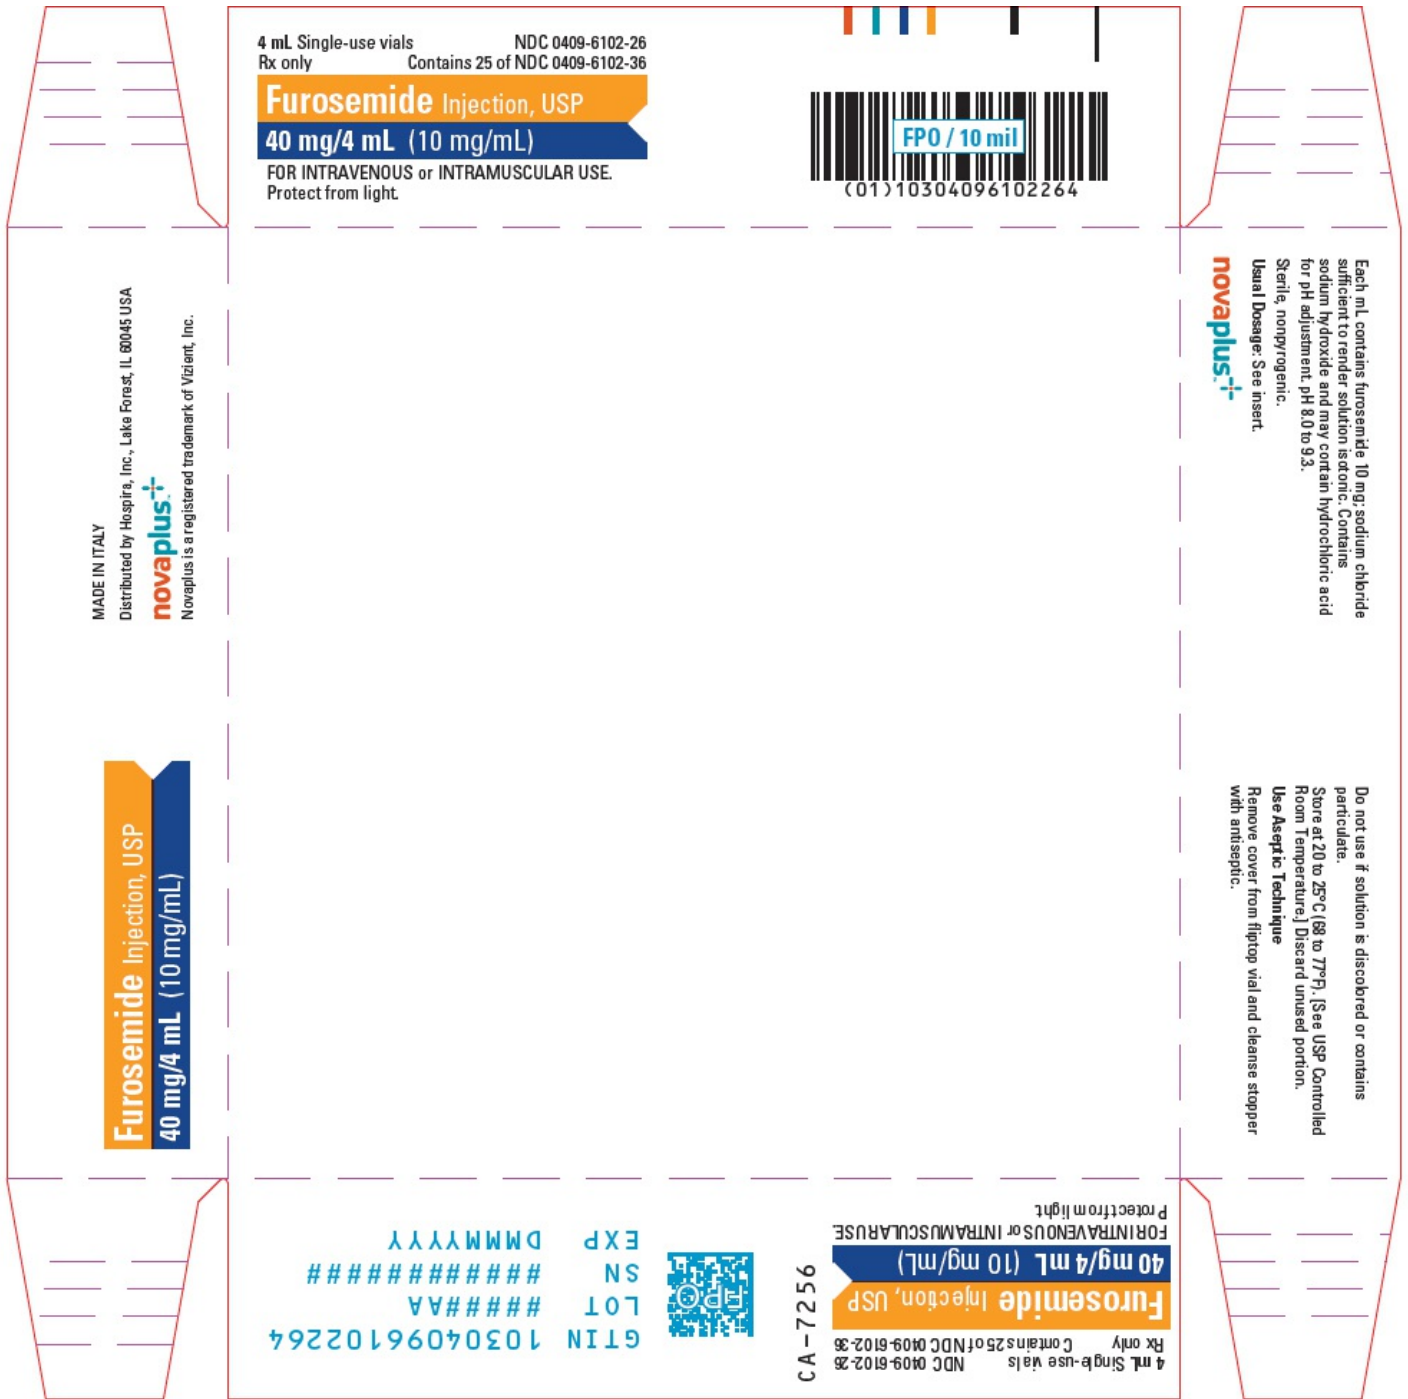 4 mL Single-use vials NDC 0409-6102-26
Rx only Contains 25 of NDC 0409-6102-36
Furosemide Injection, USP
40 mg/4 mL (10 mg/mL)
FOR INTRAVENOUS or INTRAMUSCULAR USE.
Protect from light.
FPO / 10 mil
(01)10304096102264
MADE IN ITALY
Distributed by Hospira, Inc., Lake Forest, IL 60045 USA
novaplus
Novaplus is a registered trademark of Vizient, Inc.
Furosemide Injection, USP
40 mg/4 mL (10 mg/mL)
Each mL contains furosemide 10 mg; sodium chloride
sufficient to render solution isotonic. Contains
sodium hydroxide and may contain hydrochloric acid
for pH adjustment. pH 8.0 to 9.3.
Sterile, nonpyrogenic.
Usual Dosage: See insert.
novaplus
Do not use if solution is discolored or contains
particulate.
Store at 20 to 25°C (68 to 77°F). [See USP Controlled
Room Temperature.] Discard unused portion.
Use Aseptic Technique
Remove cover from fliptop vial and cleanse stopper
with antiseptic.
4 mL Single-use vials NDC 0409-6102-26
Rx only Contains 25 of NDC 0409-6102-36
Furosemide Injection, USP
40 mg/4 mL (10 mg/mL)
FOR INTRAVENOUS or INTRAMUSCULAR USE.
Protect from light.
CA-7256
FPO
GTIN 10304096102264
LOT #####AA
SN ############
EXP DMMMYYYY